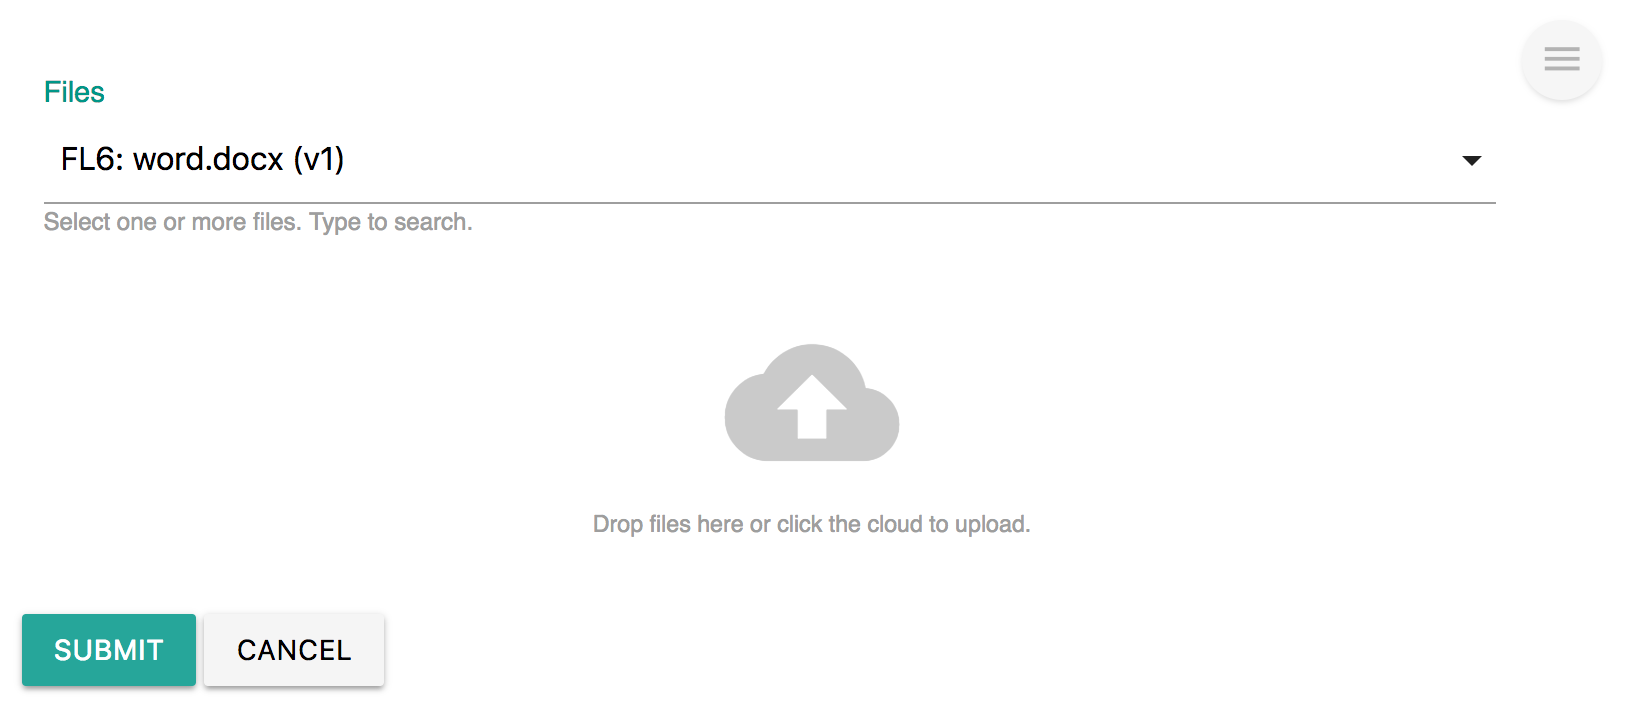 Files
FL6: word.docx (v1)
Select one or more files. Type to search.
Drop files here or click the cloud to upload.
SUBMIT CANCEL